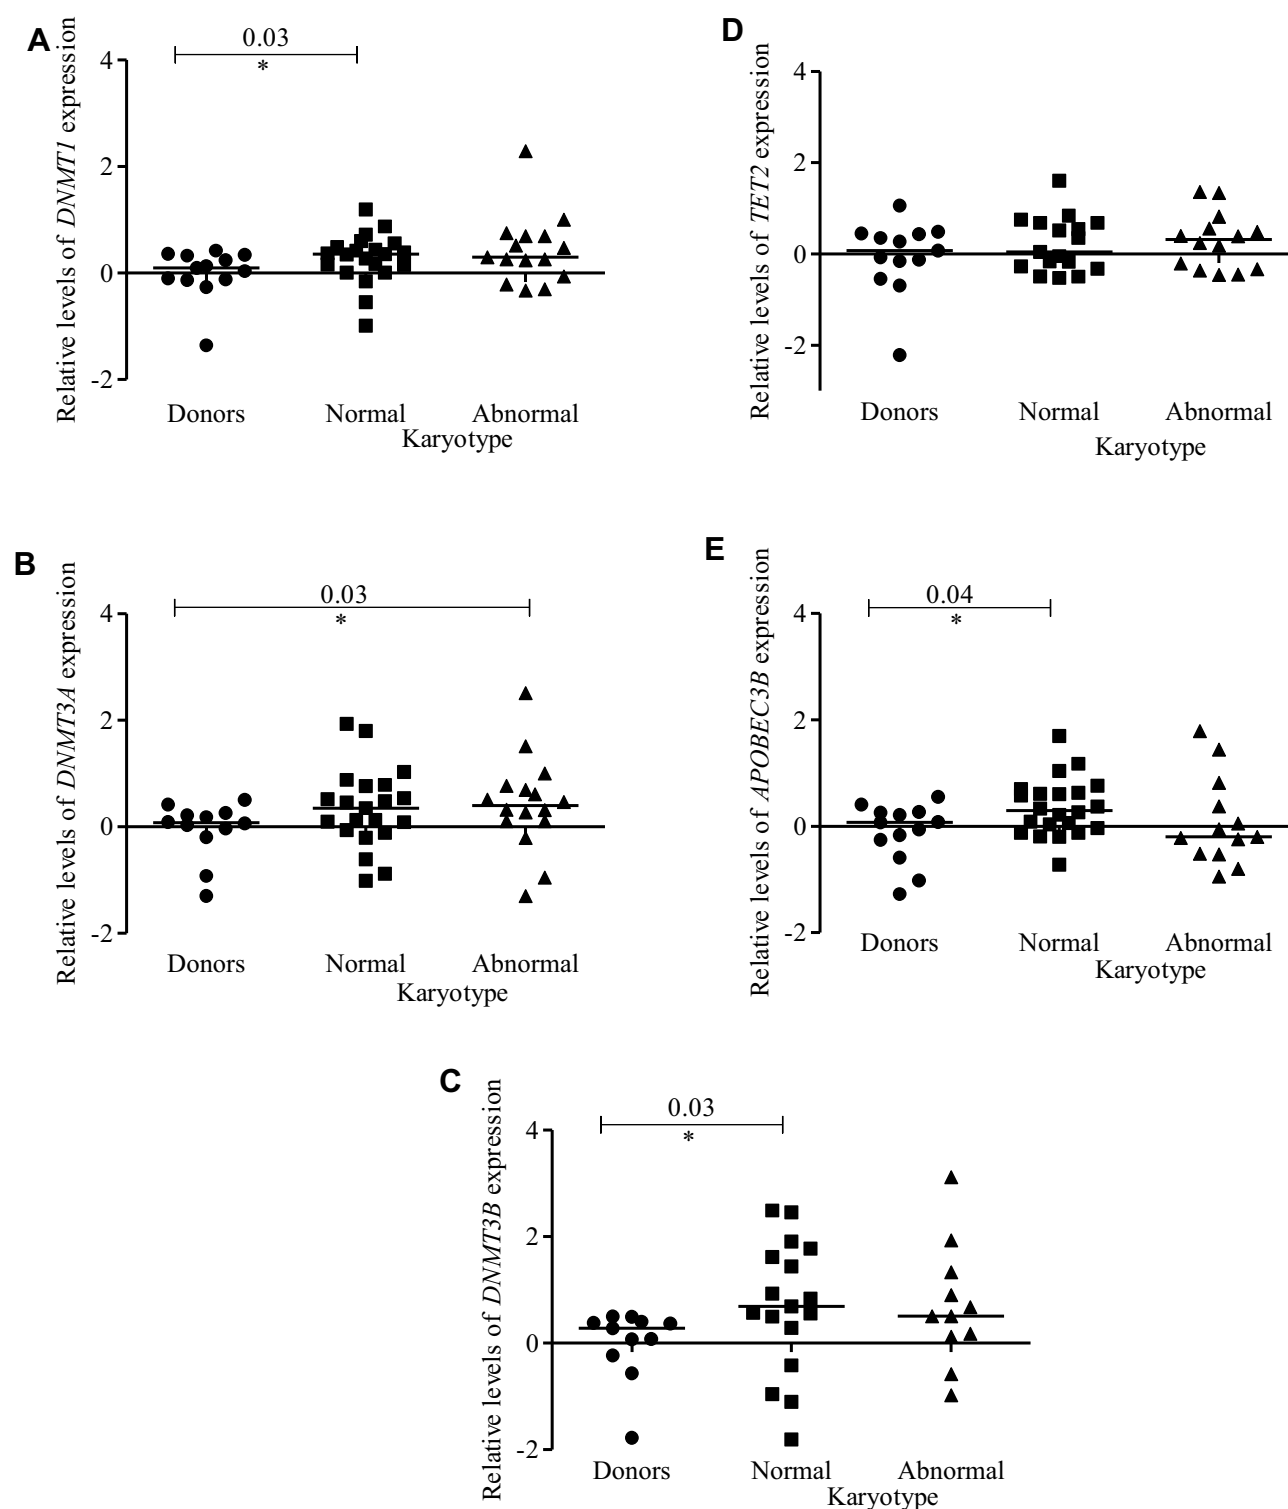 A
Relative levels of DNMT1 expression
0.03
*
4
2
0
-2
Donors
Normal
Abnormal
Karyotype
D
Relative levels of TET2 expression
4
2
0
-2
Donors
Normal
Abnormal
Karyotype
B
Relative levels of DNMT3A expression
0.03
*
4
2
0
-2
Donors
Normal
Abnormal
Karyotype
E
Relative levels of APOBEC3B expression
0.04
*
4
2
0
-2
Donors
Normal
Abnormal
Karyotype
C
Relative levels of DNMT3B expression
0.03
*
4
2
0
-2
Donors
Normal
Abnormal
Karyotype